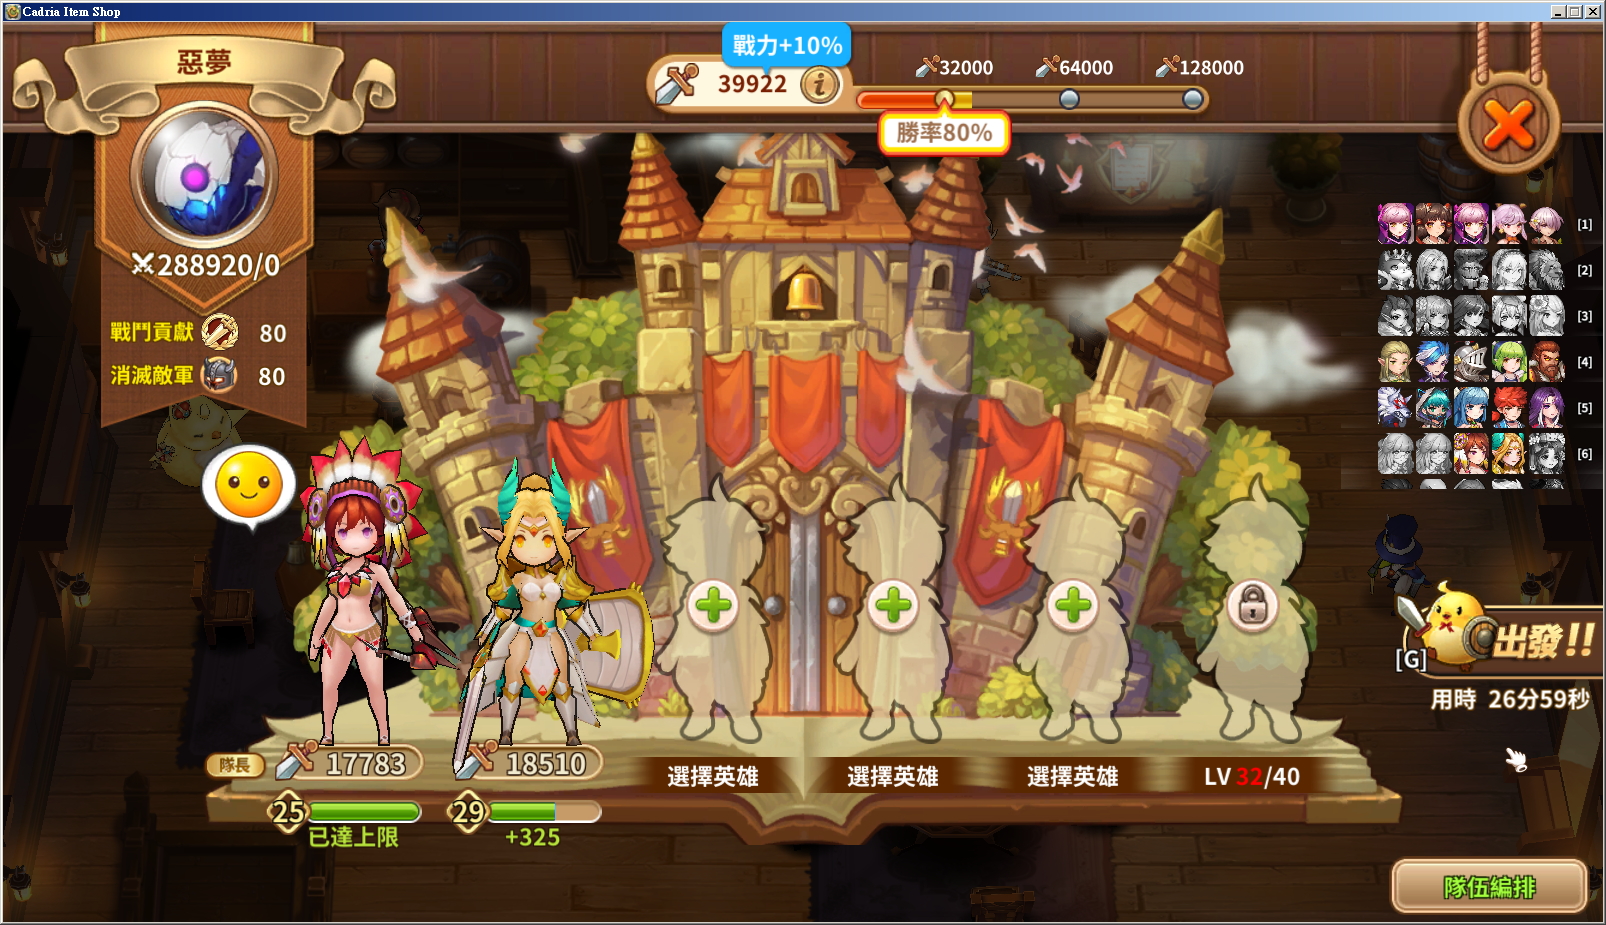 Cadria Item Shop
惡夢
戰力+10%
39922
32000
64000
128000
勝率80%
288920/0
戰鬥貢獻 80
消滅敵軍 80
[1]
[2]
[3]
[4]
[5]
[6]
[G]
出發!!
用時 26分59秒
隊長
17783
18510
選擇英雄
選擇英雄
選擇英雄
LV 32/40
25
已達上限
29
+325
隊伍編排